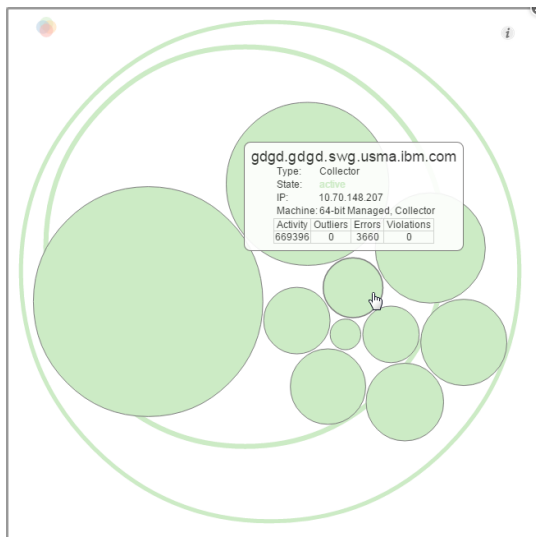 i
gdgd.gdgd.swg.usma.ibm.com
Type: Collector
State: active
IP: 10.70.148.207
Machine: 64-bit Managed, Collector
Activity Outliers Errors Violations
669396 0 3660 0